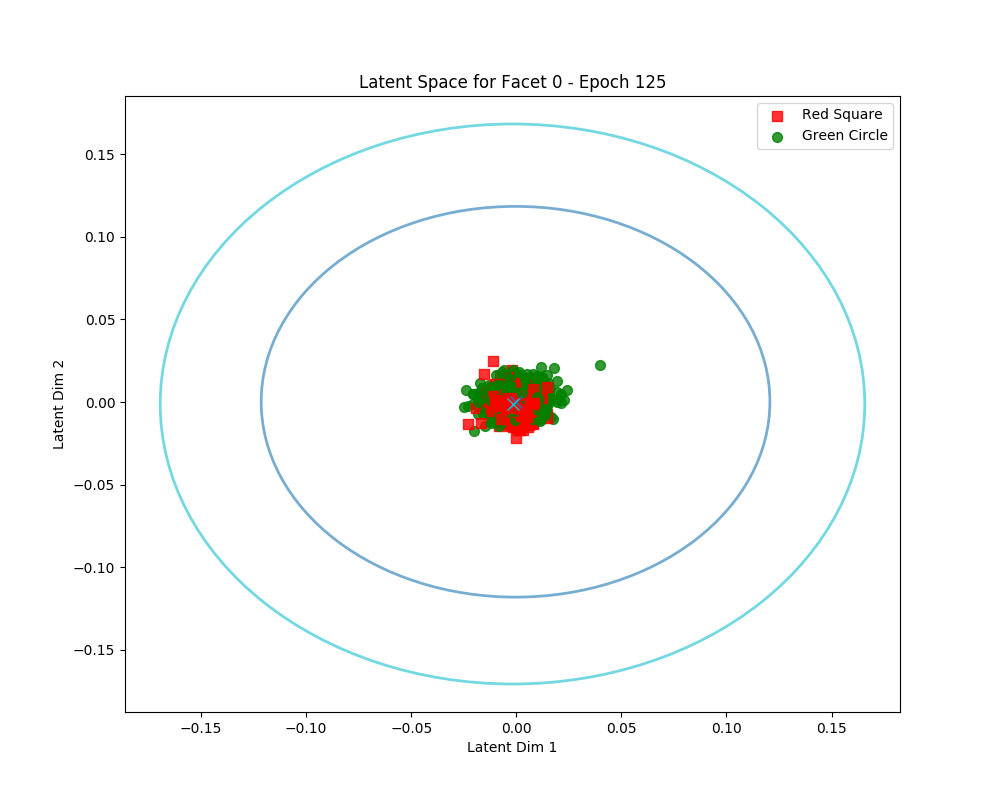 Latent Space for Facet 0 - Epoch 125
Red Square
Green Circle
0.15
0.10
0.05
0.00
−0.05
−0.10
−0.15
Latent Dim 2
−0.15 −0.10 −0.05 0.00 0.05 0.10 0.15
Latent Dim 1